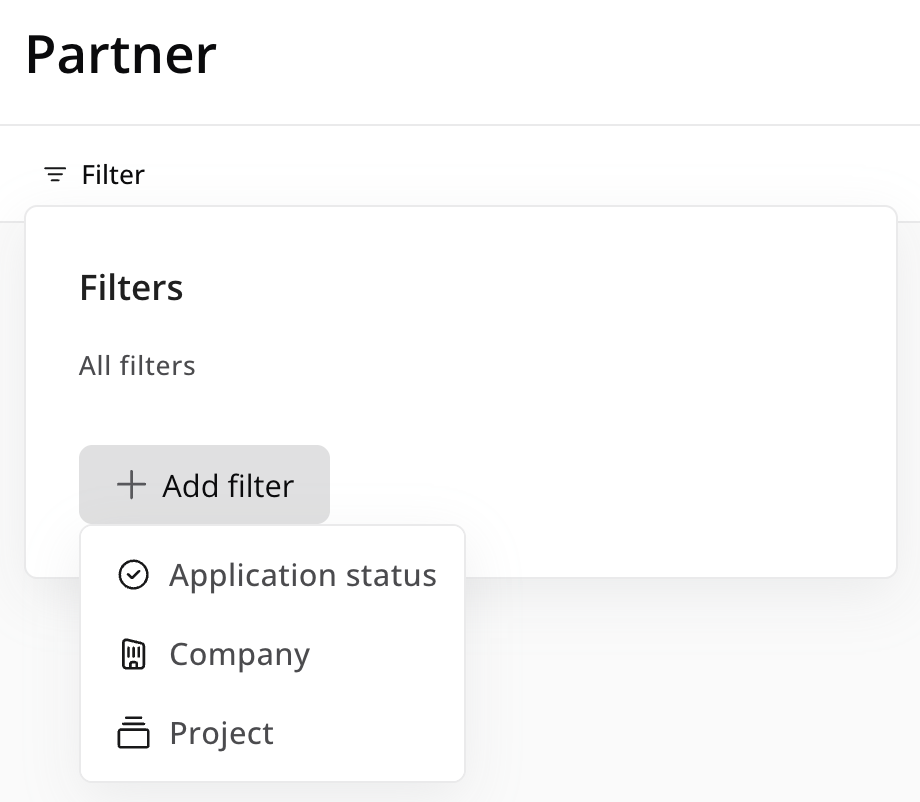 Partner
Filter
Filters
All filters
Add filter
Application status
Company
Project